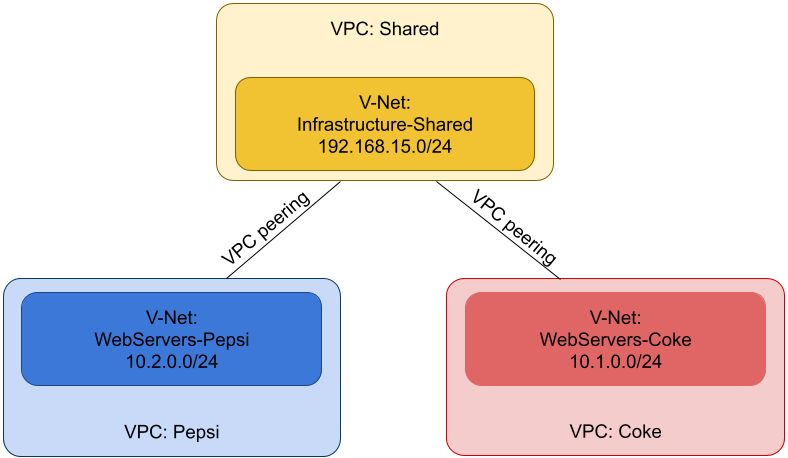 VPC: Shared
V-Net:
Infrastructure-Shared
192.168.15.0/24
VPC peering
VPC peering
V-Net:
WebServers-Pepsi
10.2.0.0/24
VPC: Pepsi
V-Net:
WebServers-Coke
10.1.0.0/24
VPC: Coke